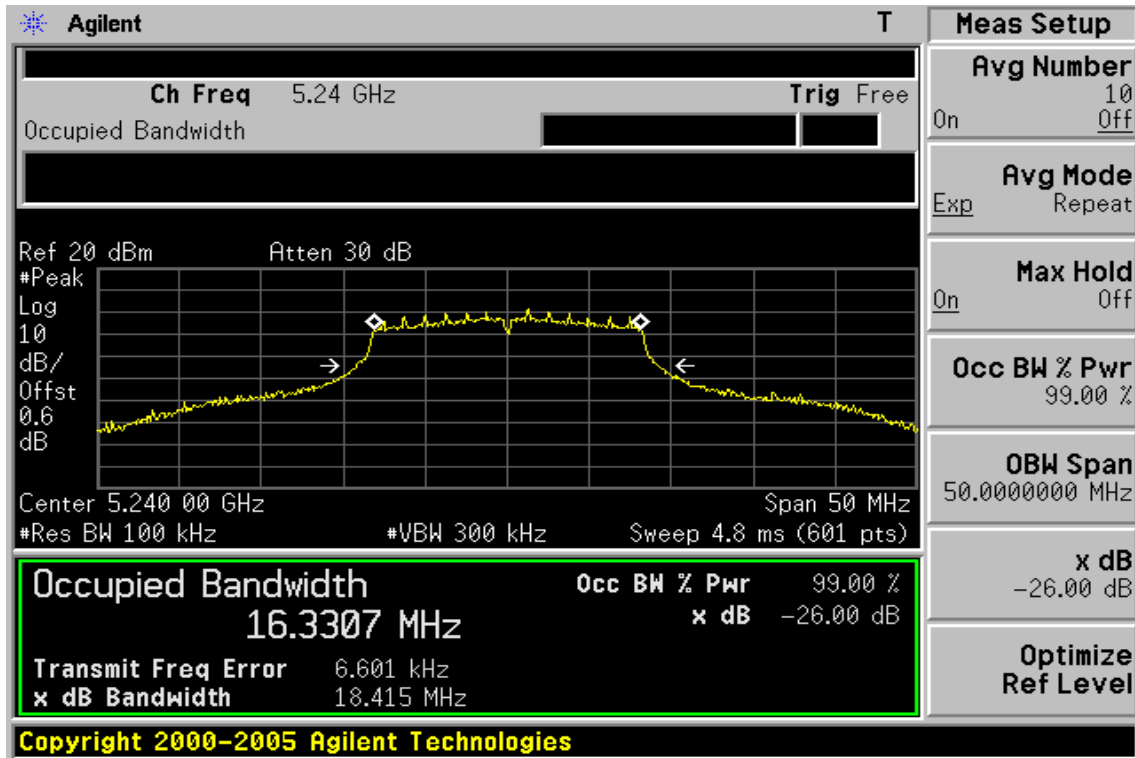 Agilent T
Ch Freq 5.24 GHz Trig Free
Occupied Bandwidth
Ref 20 dBm Atten 30 dB
#Peak
Log
10
dB/
Offst
0.6
dB
Center 5.240 00 GHz Span 50 MHz
#Res BW 100 kHz #VBW 300 kHz Sweep 4.8 ms (601 pts)
Occupied Bandwidth Occ BW % Pwr 99.00 %
16.3307 MHz x dB -26.00 dB
Transmit Freq Error 6.601 kHz
x dB Bandwidth 18.415 MHz
Copyright 2000-2005 Agilent Technologies
Meas Setup
Avg Number
10
On Off
Avg Mode
Exp Repeat
Max Hold
On Off
Occ BW % Pwr
99.00 %
OBW Span
50.0000000 MHz
x dB
-26.00 dB
Optimize
Ref Level